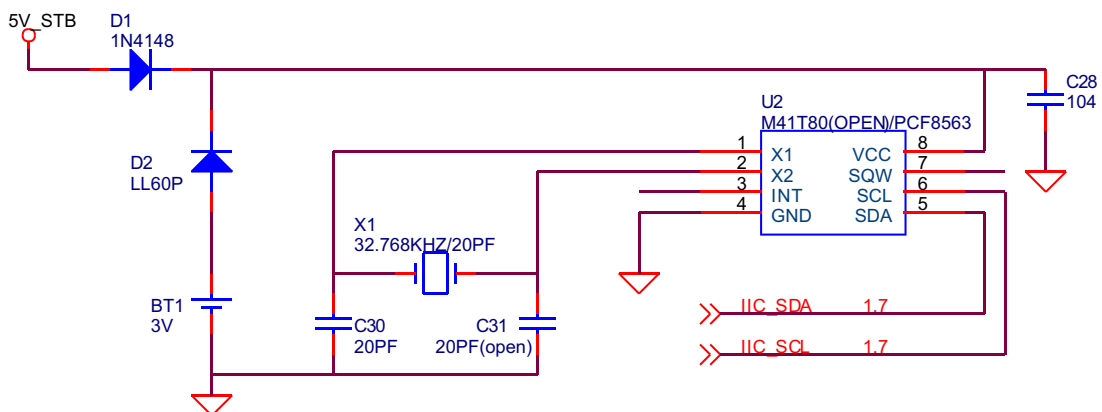 5V_STB
D1
1N4148
C28
104
U2
M41T80(OPEN)/PCF8563
1
X1
VCC
8
2
X2
SQW
7
3
INT
SCL
6
4
GND
SDA
5
D2
LL60P
X1
32.768KHZ/20PF
BT1
3V
C30
20PF
C31
20PF(open)
IIC_SDA 1.7
IIC_SCL 1.7